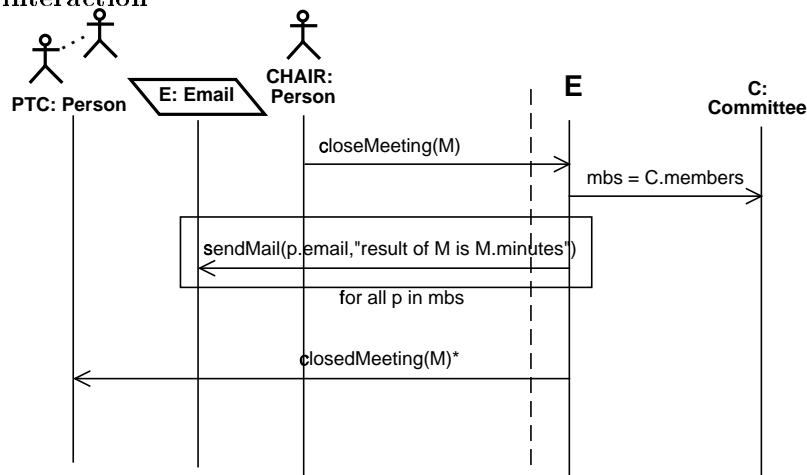 interaction
PTC: Person
E: Email
CHAIR:
Person
E
C:
Committee
closeMeeting(M)
mbs = C.members
sendMail(p.email,"result of M is M.minutes")
for all p in mbs
closedMeeting(M)*